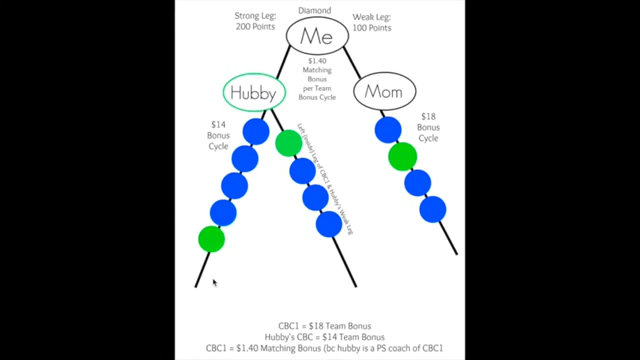 Diamond
Strong Leg:
200 Points
Weak Leg:
100 Points
Me
$1.40
Matching
Bonus
per Team
Bonus Cycle
Hubby
Mom
$14
Bonus
Cycle
$18
Bonus
Cycle
Left (Inside) Leg of CBC1 & Hubby's Weak Leg
CBC1 = $18 Team Bonus
Hubby's CBC = $14 Team Bonus
CBC1 = $1.40 Matching Bonus (bc hubby is a PS coach of CBC1